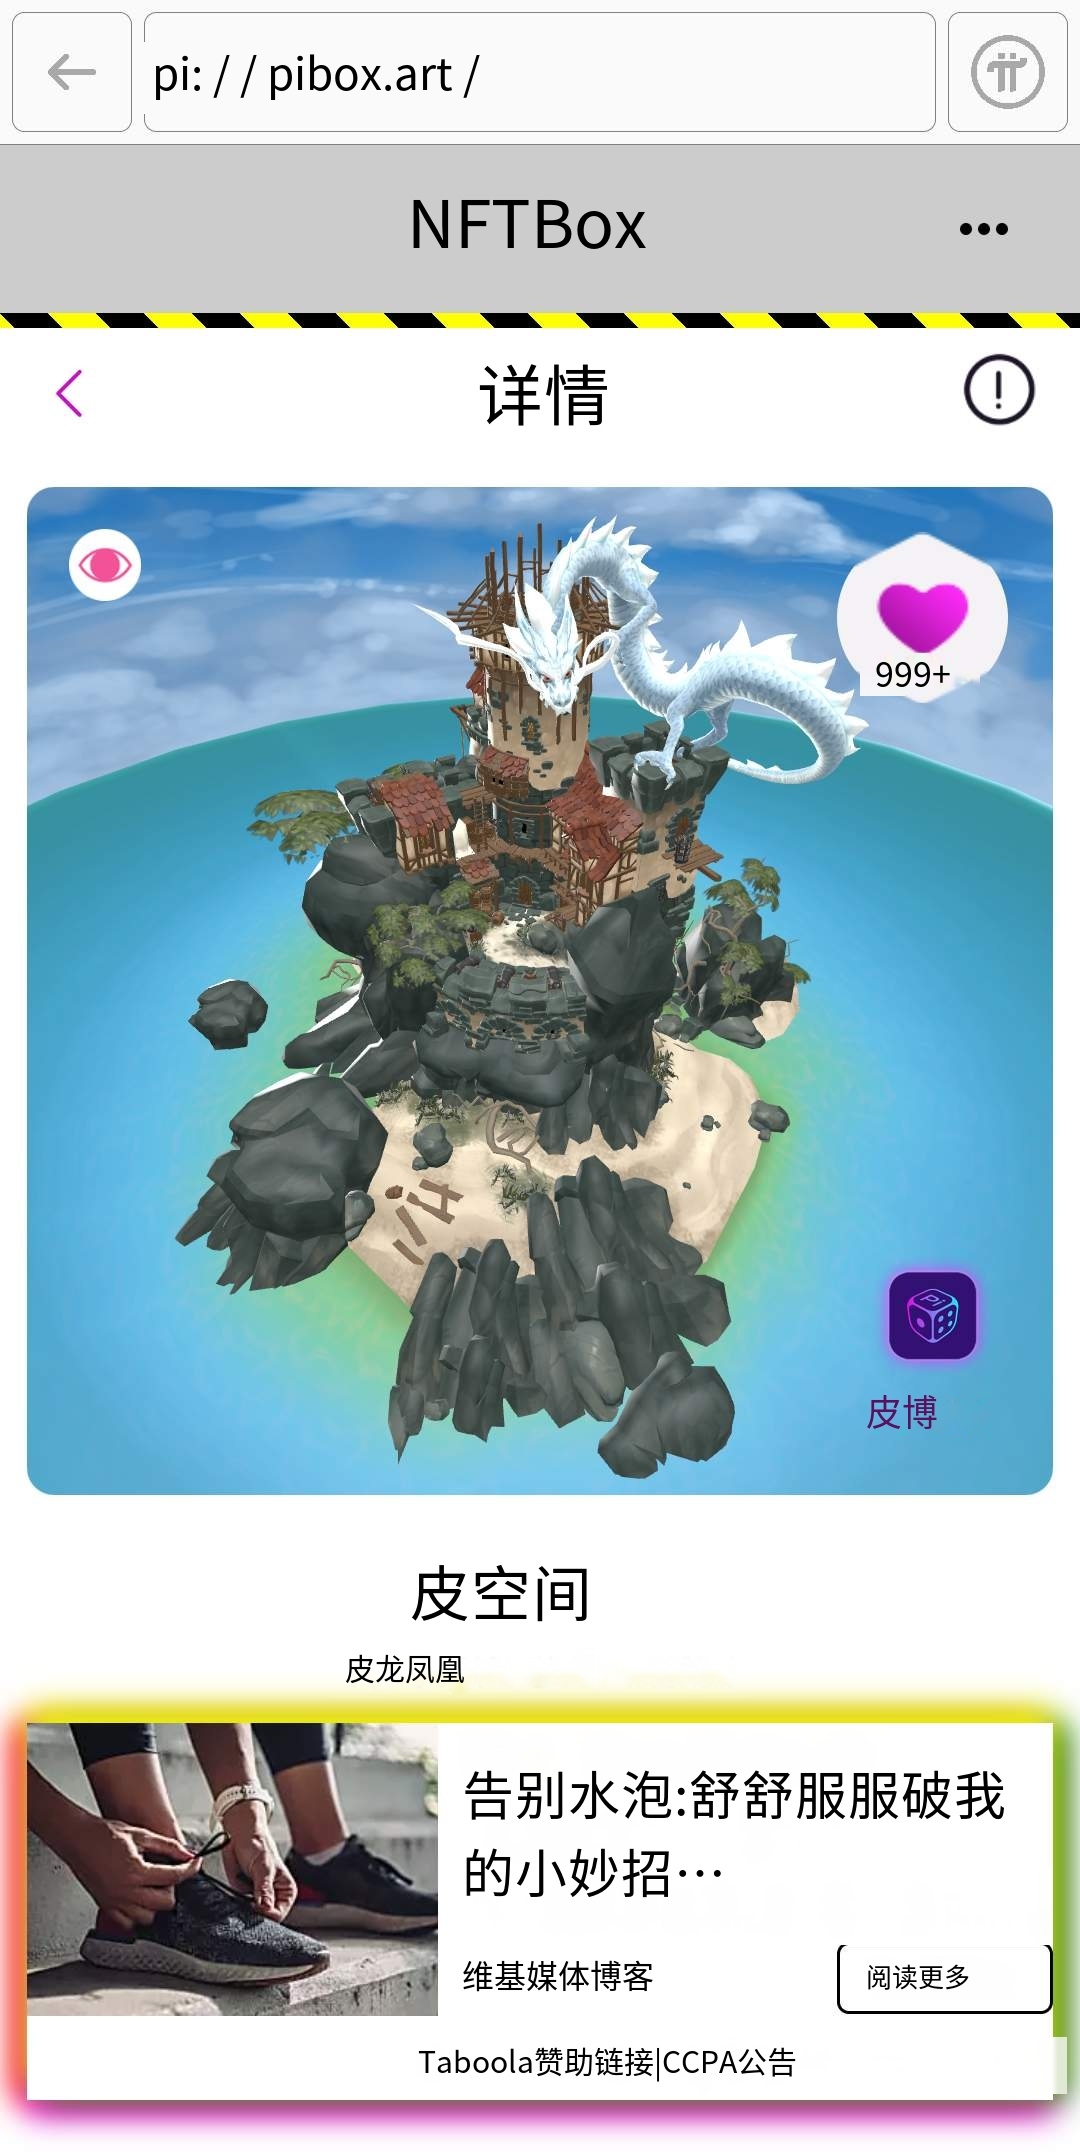 pi: / / pibox.art /
NFTBox
详情
999+
皮博
皮空间
皮龙凤凰
告别水泡:舒舒服服破我
的小妙招…
维基媒体博客
阅读更多
Taboola赞助链接|CCPA公告